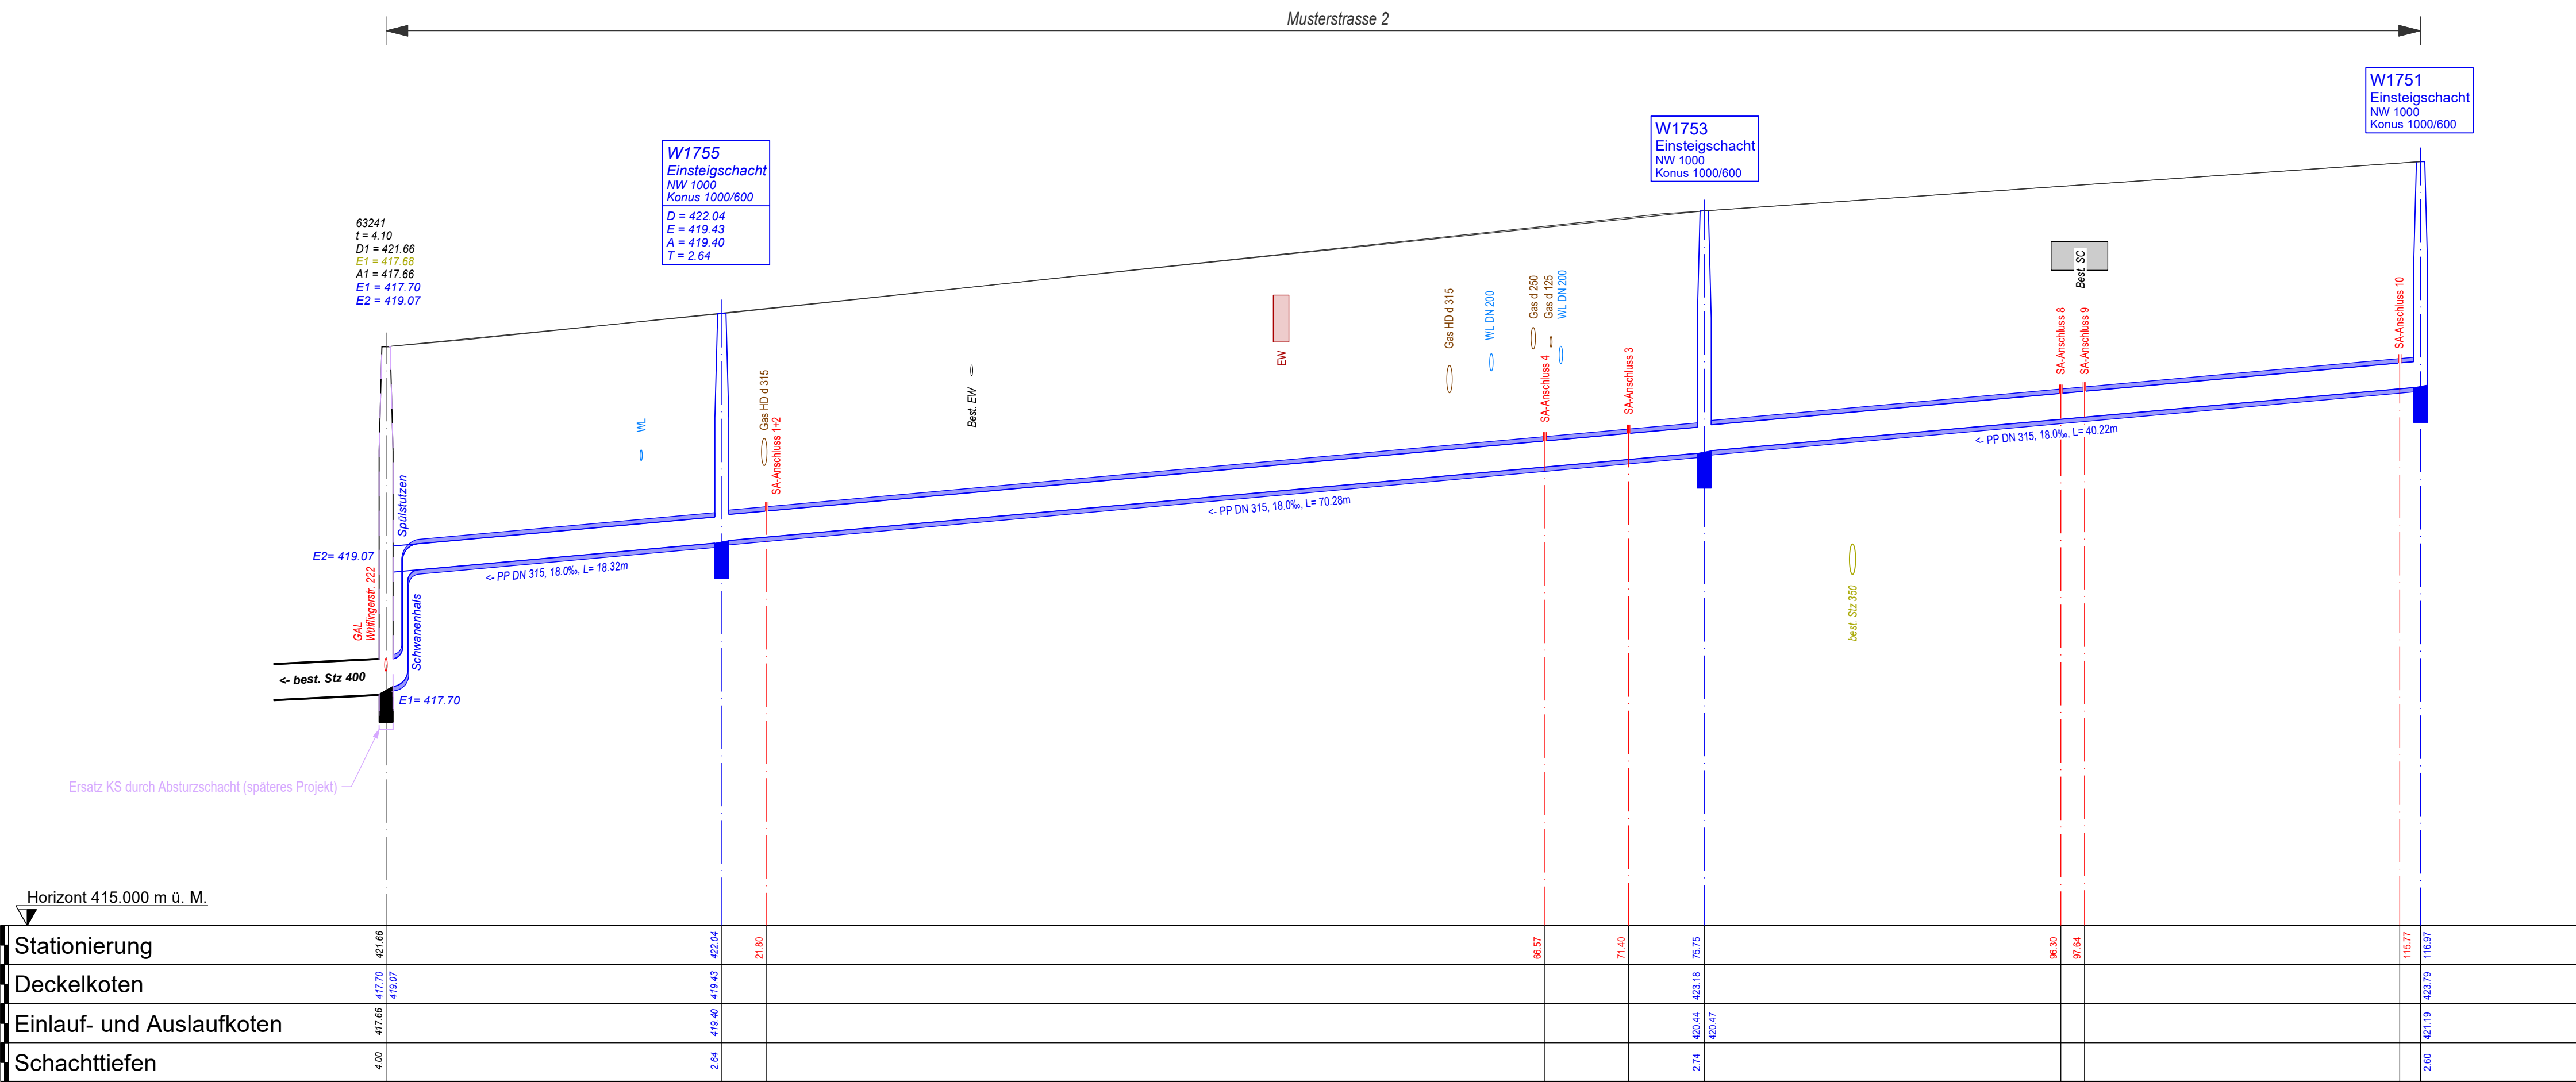 Musterstrasse 2
W1751
Einsteigschacht
NW 1000
Konus 1000/600
W1753
Einsteigschacht
NW 1000
Konus 1000/600
W1755
Einsteigschacht
NW 1000
Konus 1000/600
D = 422.04
E = 419.43
A = 419.40
T = 2.64
63241
t = 4.10
D1 = 421.66
E1 = 417.68
A1 = 417.66
E1 = 417.70
E2 = 419.07
Spülstutzen
E2= 419.07
GAL
Wülflingerstr. 222
Schwanenhals
<- best. Stz 400
E1= 417.70
Ersatz KS durch Absturzschacht (späteres Projekt)
<- PP DN 315, 18.0‰, L= 18.32m
WL
Gas HD d 315
SA-Anschluss 1+2
Best. EW
EW
<- PP DN 315, 18.0‰, L= 70.28m
Gas HD d 315
WL DN 200
Gas d 250
Gas d 125
WL DN 200
SA-Anschluss 4
SA-Anschluss 3
best. Stz 350
<- PP DN 315, 18.0‰, L= 40.22m
Best. SC
SA-Anschluss 8
SA-Anschluss 9
SA-Anschluss 10
Horizont 415.000 m ü. M.
Stationierung 421.66 422.04 21.80 66.57 71.40 75.75 96.30 97.64 115.77 116.97
Deckelkoten 417.70 419.07 419.43 423.18 423.79
Einlauf- und Auslaufkoten 417.66 419.40 420.44 420.47 421.19
Schachttiefen 4.00 2.64 2.74 2.60